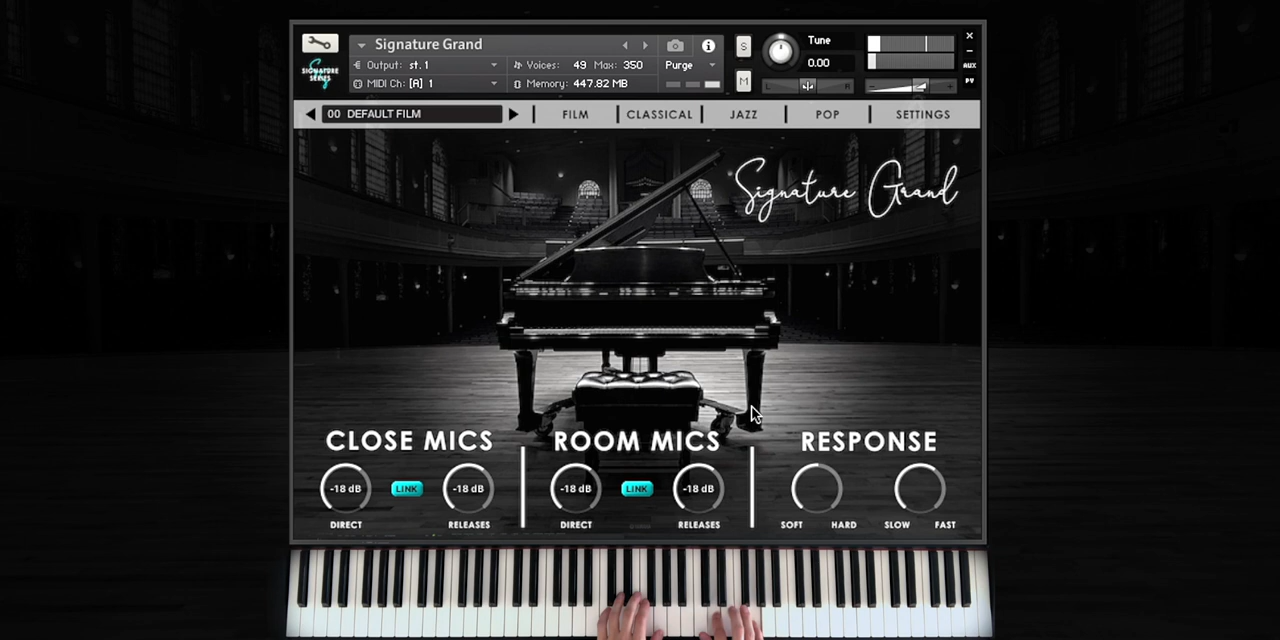 Signature Grand
S
Tune
0.00
Output: st.1
Voices: 49 Max: 350
Purge
MIDI Ch: [A] 1
Memory: 447.82 MB
M
L
R
AUX
PV
SIGNATURE
SERIES
00 DEFAULT FILM
FILM
CLASSICAL
JAZZ
POP
SETTINGS
Signature Grand
CLOSE MICS
-18 dB
LINK
-18 dB
DIRECT
RELEASES
ROOM MICS
-18 dB
LINK
-18 dB
DIRECT
RELEASES
RESPONSE
SOFT
HARD
SLOW
FAST